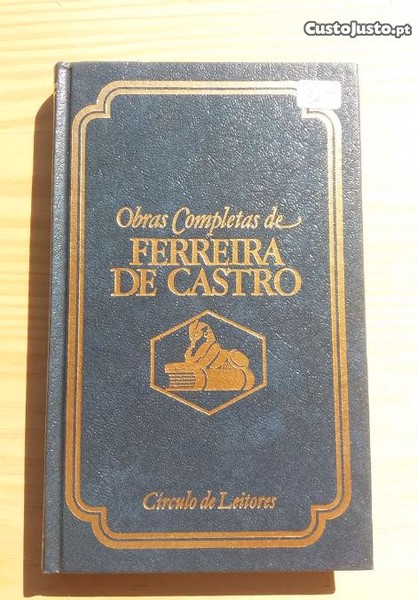 CustoJusto.pt
Obras Completas de
FERREIRA
DE CASTRO
Círculo de Leitores